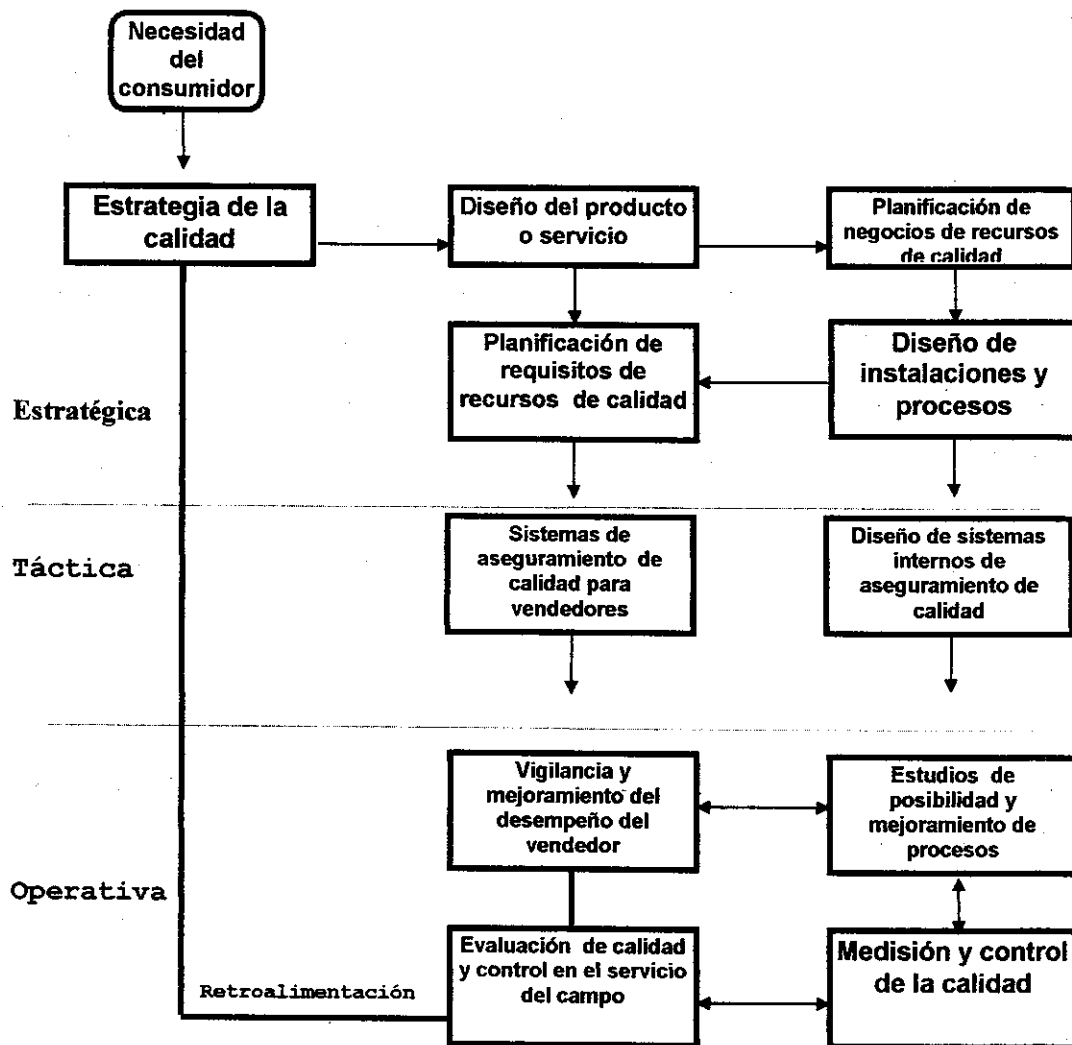 Necesidad
del
consumidor
Estrategia de la
calidad
Diseño del producto
o servicio
Planificación de
negocios de recursos
de calidad
Planificación de
requisitos de
recursos de calidad
Diseño de
instalaciones y
procesos
Estratégica
Táctica
Sistemas de
aseguramiento de
calidad para
vendedores
Diseño de sistemas
internos de
aseguramiento de
calidad
Vigilancia y
mejoramiento del
desempeño del
vendedor
Estudios de
posibilidad y
mejoramiento de
procesos
Operativa
Evaluación de calidad
y control en el servicio
del campo
Medisión y control
de la calidad
Retroalimentación